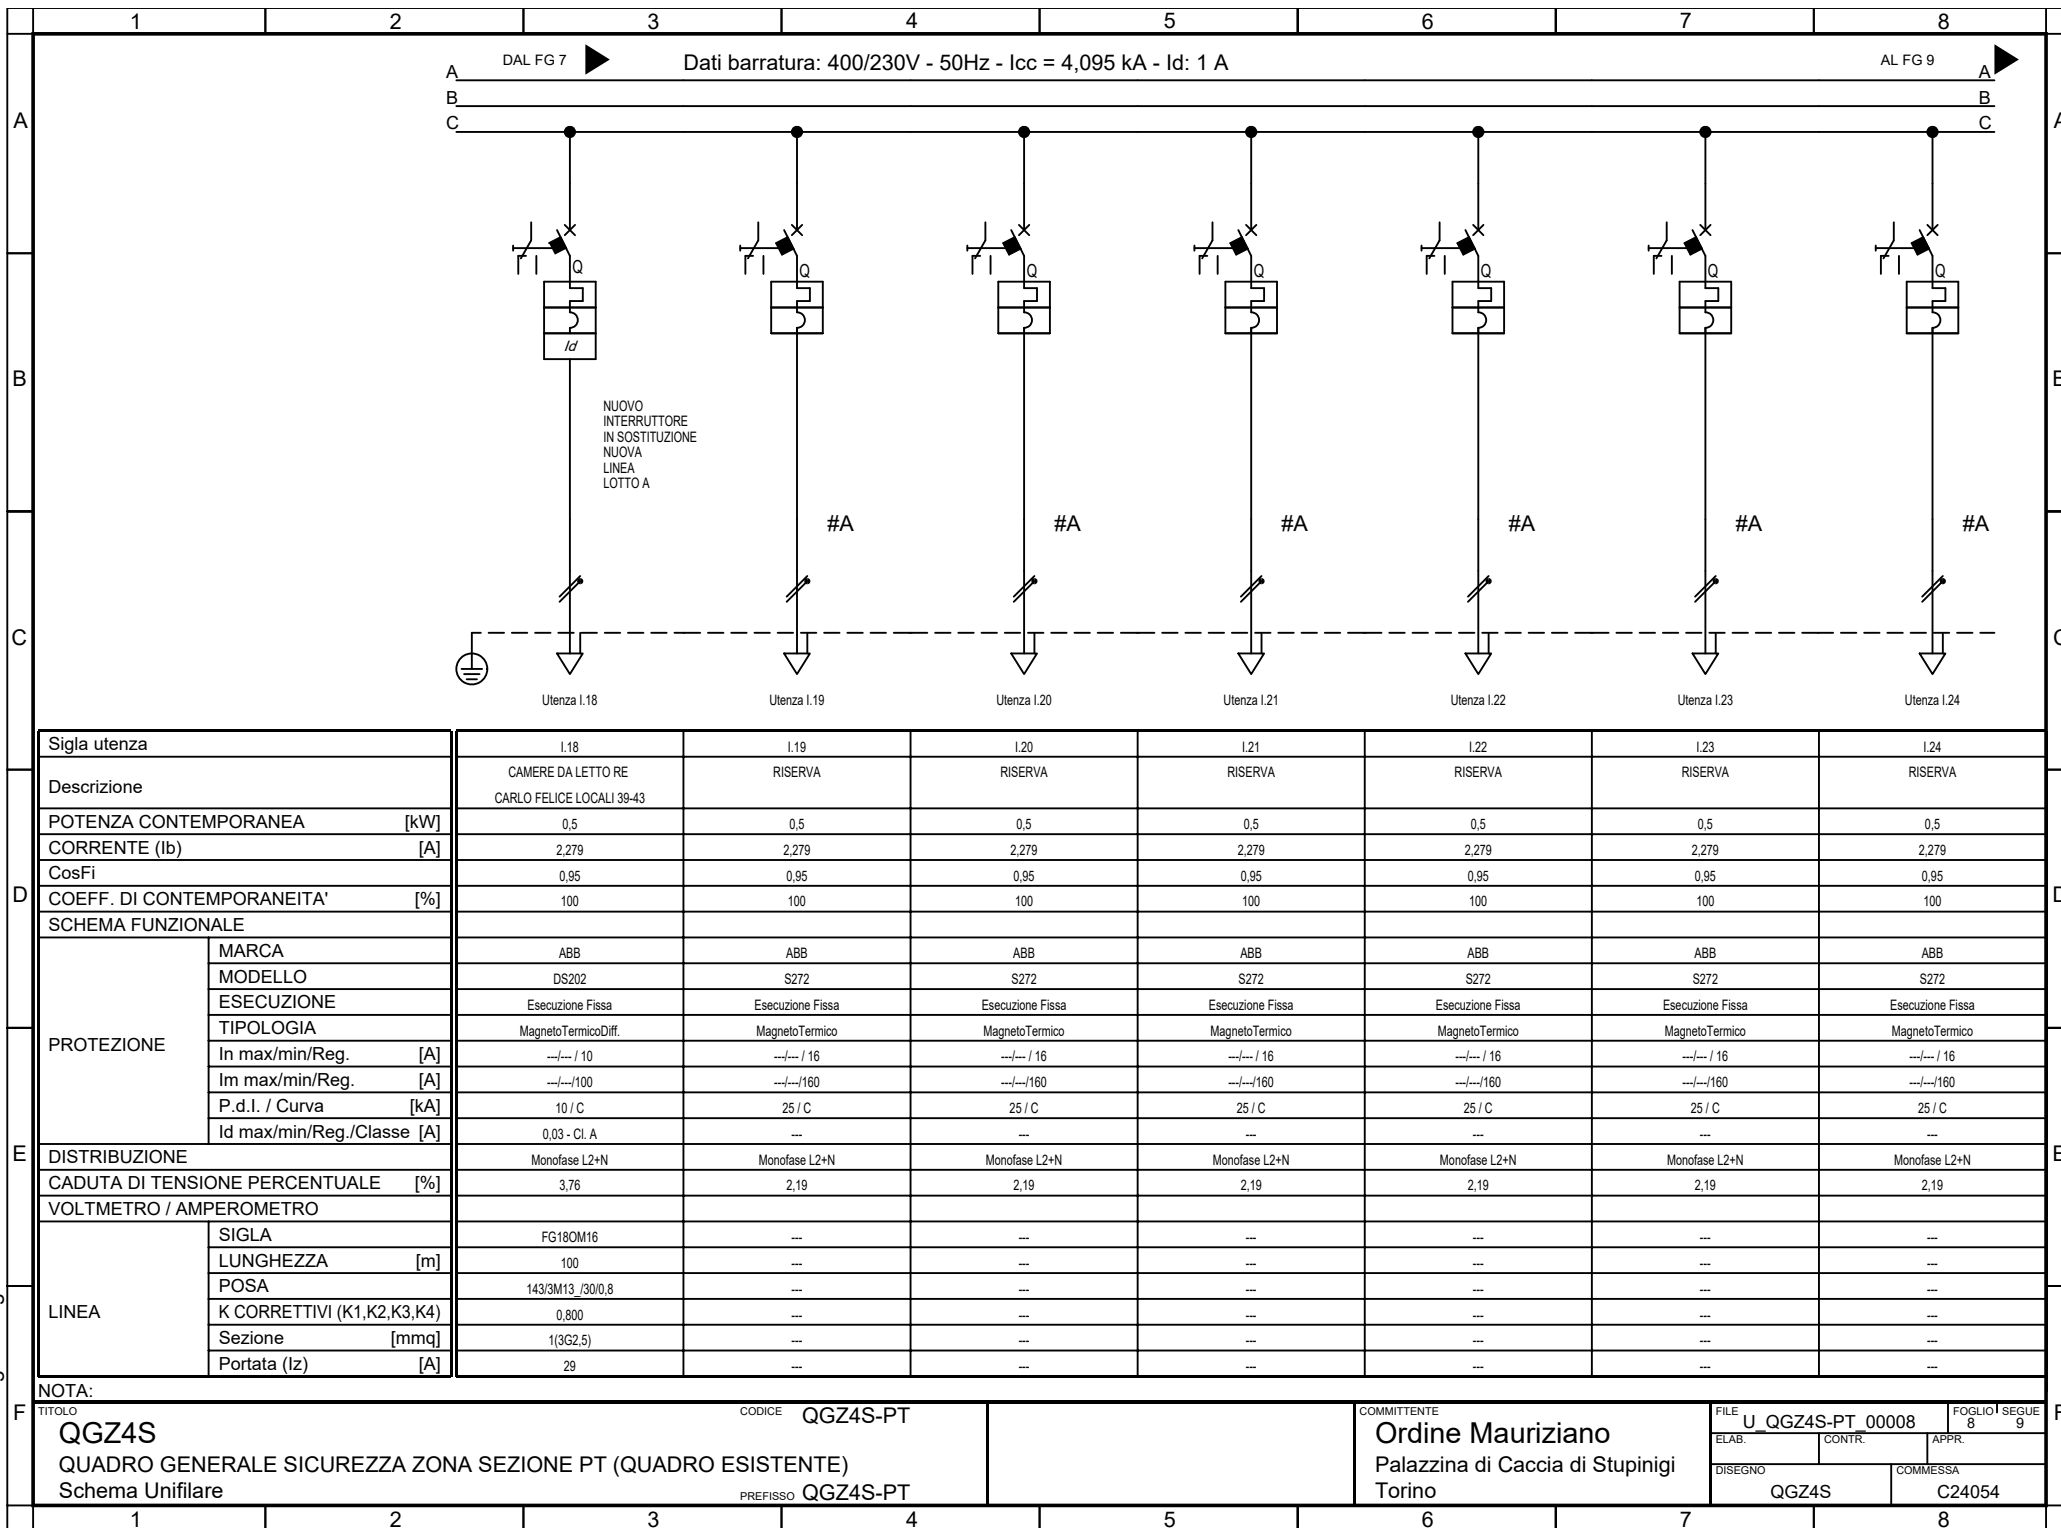 1 2 3 4 5 6 7 8
DAL FG 7 Dati barratura: 400/230V - 50Hz - Icc = 4,095 kA - Id: 1 A AL FG 9
A A
B B
C C
A A
Q Q Q Q Q Q Q
Id
B
NUOVO
INTERRUTTORE
IN SOSTITUZIONE
NUOVA
LINEA
LOTTO A
#A #A #A #A #A #A
C
Utenza I.18 Utenza I.19 Utenza I.20 Utenza I.21 Utenza I.22 Utenza I.23 Utenza I.24
Sigla utenza I.18 I.19 I.20 I.21 I.22 I.23 I.24
Descrizione CAMERE DA LETTO RE RISERVA RISERVA RISERVA RISERVA RISERVA RISERVA
CARLO FELICE LOCALI 39-43
POTENZA CONTEMPORANEA [kW] 0,5 0,5 0,5 0,5 0,5 0,5 0,5
CORRENTE (Ib) [A] 2,279 2,279 2,279 2,279 2,279 2,279 2,279
CosFi 0,95 0,95 0,95 0,95 0,95 0,95 0,95
D
COEFF. DI CONTEMPORANEITA' [%] 100 100 100 100 100 100 100
SCHEMA FUNZIONALE
PROTEZIONE
MARCA ABB ABB ABB ABB ABB ABB ABB
MODELLO DS202 S272 S272 S272 S272 S272 S272
ESECUZIONE Esecuzione Fissa Esecuzione Fissa Esecuzione Fissa Esecuzione Fissa Esecuzione Fissa Esecuzione Fissa Esecuzione Fissa
TIPOLOGIA MagnetoTermicoDiff. MagnetoTermico MagnetoTermico MagnetoTermico MagnetoTermico MagnetoTermico MagnetoTermico
In max/min/Reg. [A] ---/--- / 10 ---/--- / 16 ---/--- / 16 ---/--- / 16 ---/--- / 16 ---/--- / 16 ---/--- / 16
Im max/min/Reg. [A] ---/---/100 ---/---/160 ---/---/160 ---/---/160 ---/---/160 ---/---/160 ---/---/160
P.d.I. / Curva [kA] 10 / C 25 / C 25 / C 25 / C 25 / C 25 / C 25 / C
Id max/min/Reg./Classe [A] 0,03 - Cl. A --- --- --- --- --- ---
E
DISTRIBUZIONE Monofase L2+N Monofase L2+N Monofase L2+N Monofase L2+N Monofase L2+N Monofase L2+N Monofase L2+N
CADUTA DI TENSIONE PERCENTUALE [%] 3,76 2,19 2,19 2,19 2,19 2,19 2,19
VOLTMETRO / AMPEROMETRO
LINEA
SIGLA FG18OM16 --- --- --- --- --- ---
LUNGHEZZA [m] 100 --- --- --- --- --- ---
POSA 143/3M13_/30/0,8 --- --- --- --- --- ---
K CORRETTIVI (K1,K2,K3,K4) 0,800 --- --- --- --- --- ---
Sezione [mmq] 1(3G2,5) --- --- --- --- --- ---
Portata (Iz) [A] 29 --- --- --- --- --- ---
NOTA:
F
TITOLO
QGZ4S
QUADRO GENERALE SICUREZZA ZONA SEZIONE PT (QUADRO ESISTENTE)
Schema Unifilare
CODICE QGZ4S-PT
PREFISSO QGZ4S-PT
COMMITTENTE
Ordine Mauriziano
Palazzina di Caccia di Stupinigi
Torino
FILE U_QGZ4S-PT_00008
FOGLIO 8 SEGUE 9
ELAB. CONTR. APPR.
DISEGNO QGZ4S
COMMESSA C24054
1 2 3 4 5 6 7 8